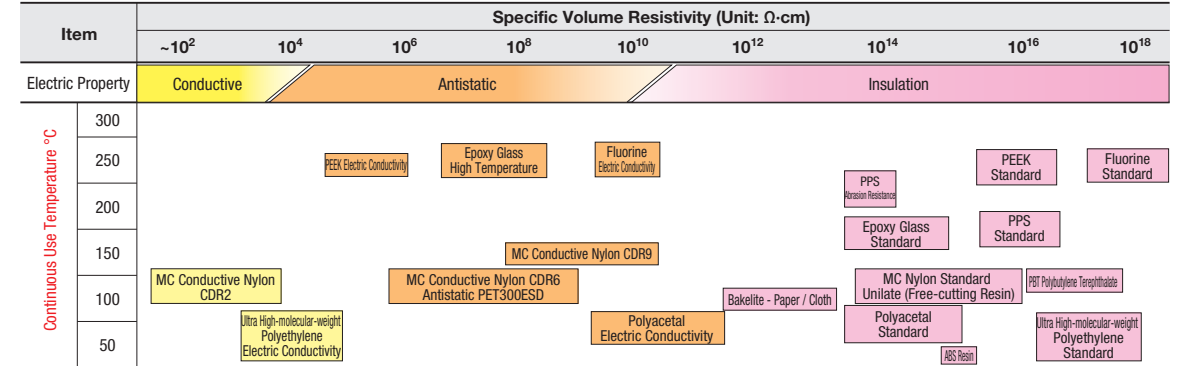 Item
Specific Volume Resistivity (Unit: Ω·cm)
~10² 10⁴ 10⁶ 10⁸ 10¹⁰ 10¹² 10¹⁴ 10¹⁶ 10¹⁸
Electric Property Conductive Antistatic Insulation
Continuous Use Temperature °C
300
250
200
150
100
50
PEEK Electric Conductivity
Epoxy Glass
High Temperature
Fluorine
Electric Conductivity
PEEK
Standard
Fluorine
Standard
PPS
Abrasion Resistance
Epoxy Glass
Standard
PPS
Standard
MC Conductive Nylon CDR9
MC Conductive Nylon
CDR2
MC Conductive Nylon CDR6
Antistatic PET300ESD
Bakelite - Paper / Cloth
MC Nylon Standard
Unilate (Free-cutting Resin)
PBT Polybutylene Terephthalate
Ultra High-molecular-weight
Polyethylene
Electric Conductivity
Polyacetal
Electric Conductivity
Polyacetal
Standard
ABS Resin
Ultra High-molecular-weight
Polyethylene
Standard